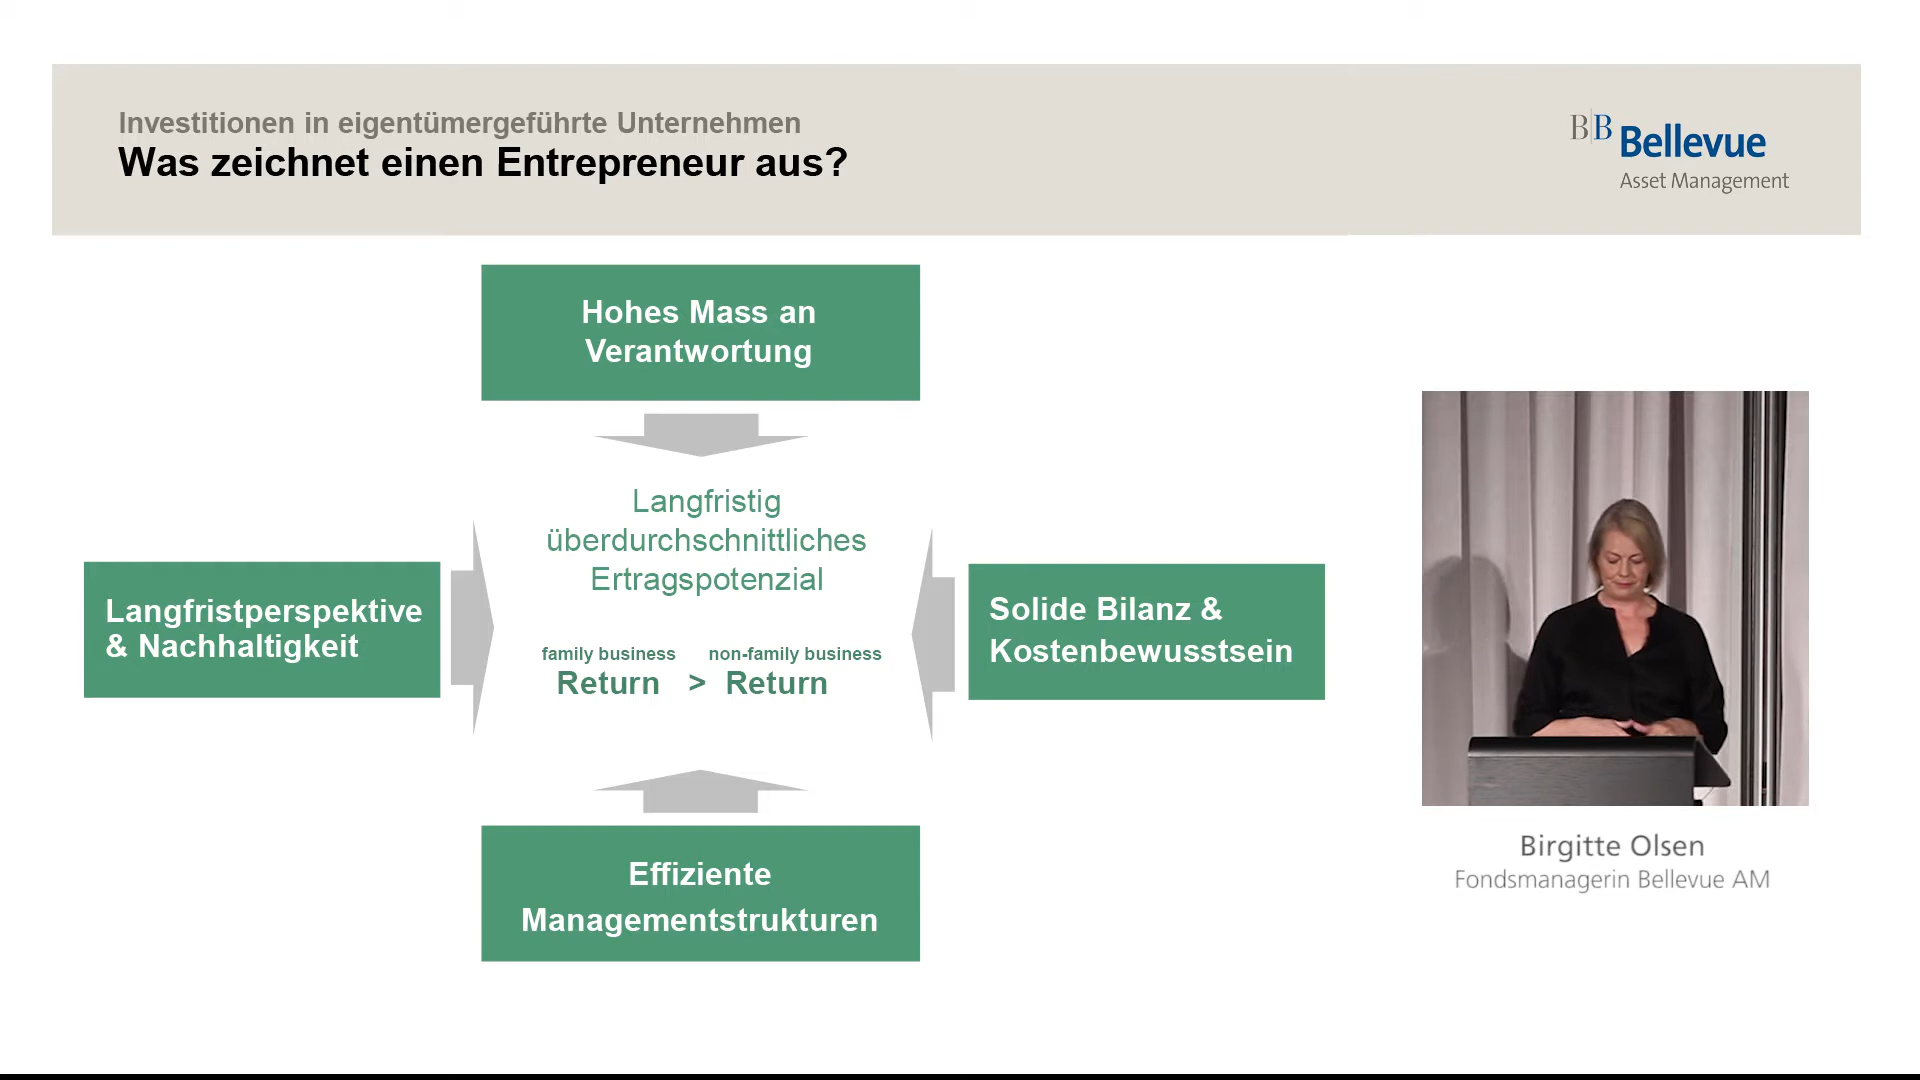 Investitionen in eigentümergeführte Unternehmen
Was zeichnet einen Entrepreneur aus?
BB Bellevue
Asset Management
Hohes Mass an
Verantwortung
Langfristig
überdurchschnittliches
Ertragspotenzial
Langfristperspektive
& Nachhaltigkeit
Solide Bilanz &
Kostenbewusstsein
family business non-family business
Return > Return
Effiziente
Managementstrukturen
Birgitte Olsen
Fondsmanagerin Bellevue AM